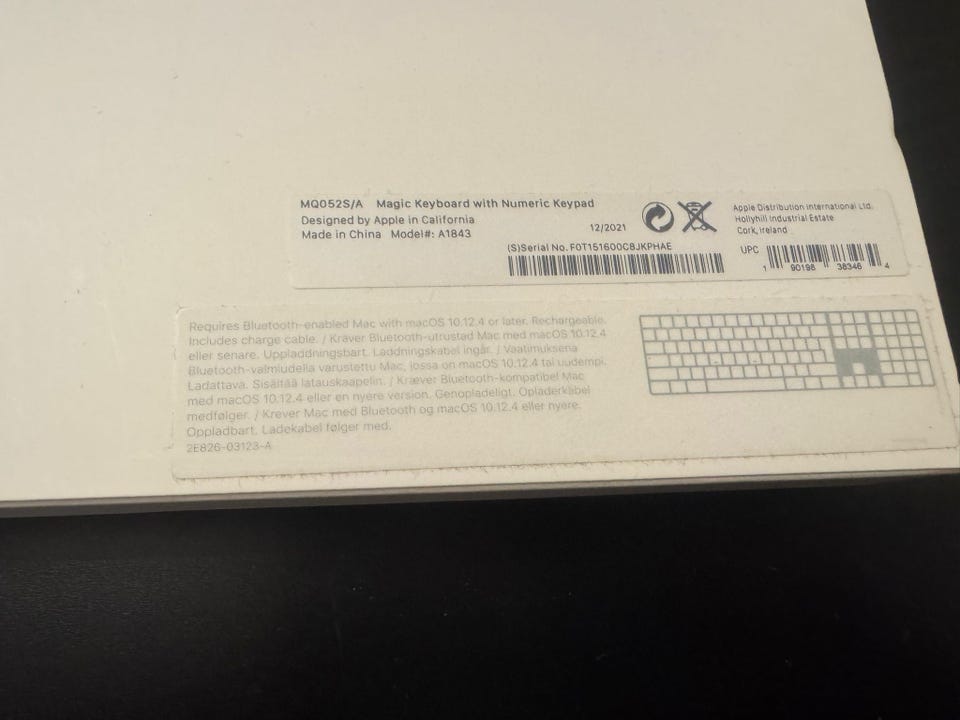 MQ052S/A Magic Keyboard with Numeric Keypad
Designed by Apple in California
Made in China Model#: A1843
12/2021
(S)Serial No. F0T151600C8JKPHAE
Apple Distribution International Ltd.
Hollyhill Industrial Estate
Cork, Ireland
UPC
1 90198 38346 4
Requires Bluetooth-enabled Mac with macOS 10.12.4 or later. Rechargeable.
Includes charge cable. / Kräver Bluetooth-utrustad Mac med macOS 10.12.4
eller senare. Uppladdningsbart. Laddningskabel ingår. / Vaatimuksena
Bluetooth-valmiudella varustettu Mac, jossa on macOS 10.12.4 tai uudempi.
Ladattava. Sisältää latauskaapelin. / Kræver Bluetooth-kompatibel Mac
med macOS 10.12.4 eller en nyere version. Genopladeligt. Opladerkabel
medfølger. / Krever Mac med Bluetooth og macOS 10.12.4 eller nyere.
Oppladbart. Ladekabel følger med.
2E826-03123-A